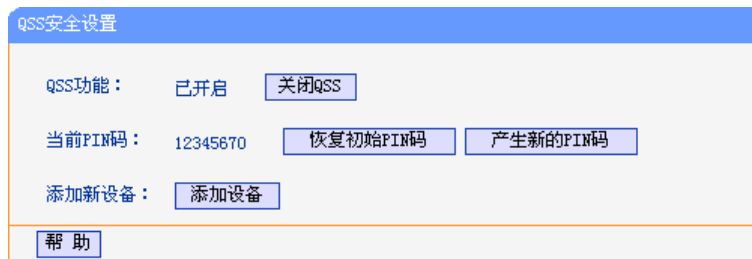 QSS安全设置
QSS功能： 已开启 关闭QSS
当前PIN码： 12345670 恢复初始PIN码 产生新的PIN码
添加新设备： 添加设备
帮 助